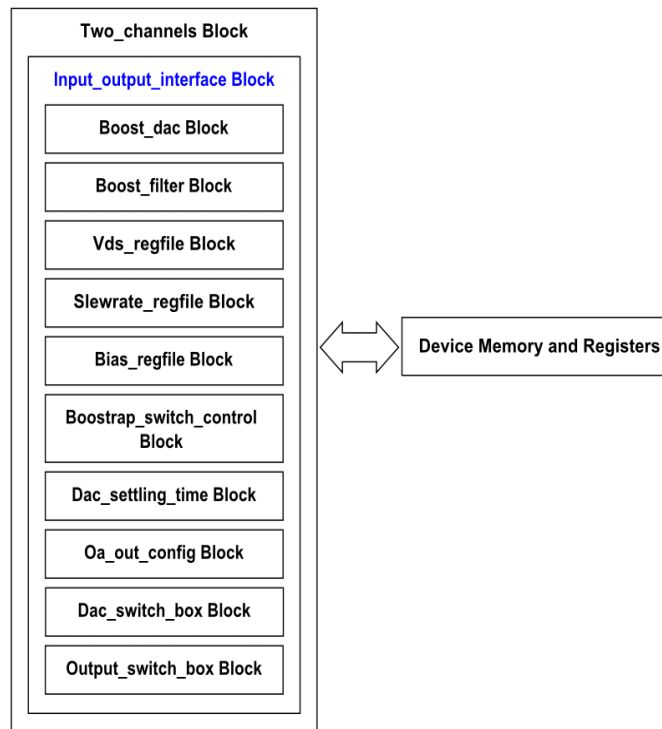 Two_channels Block
Input_output_interface Block
Boost_dac Block
Boost_filter Block
Vds_regfile Block
Slewrate_regfile Block
Bias_regfile Block
Boostrap_switch_control
Block
Dac_settling_time Block
Oa_out_config Block
Dac_switch_box Block
Output_switch_box Block
Device Memory and Registers